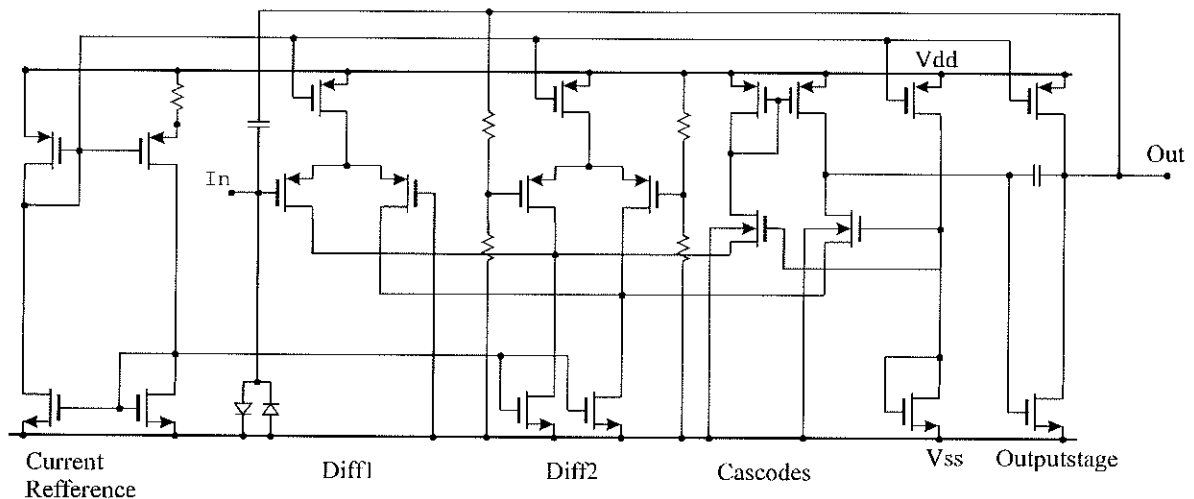 Vdd
Out
In
Current
Refference
Diff1
Diff2
Cascodes
Vss
Outputstage